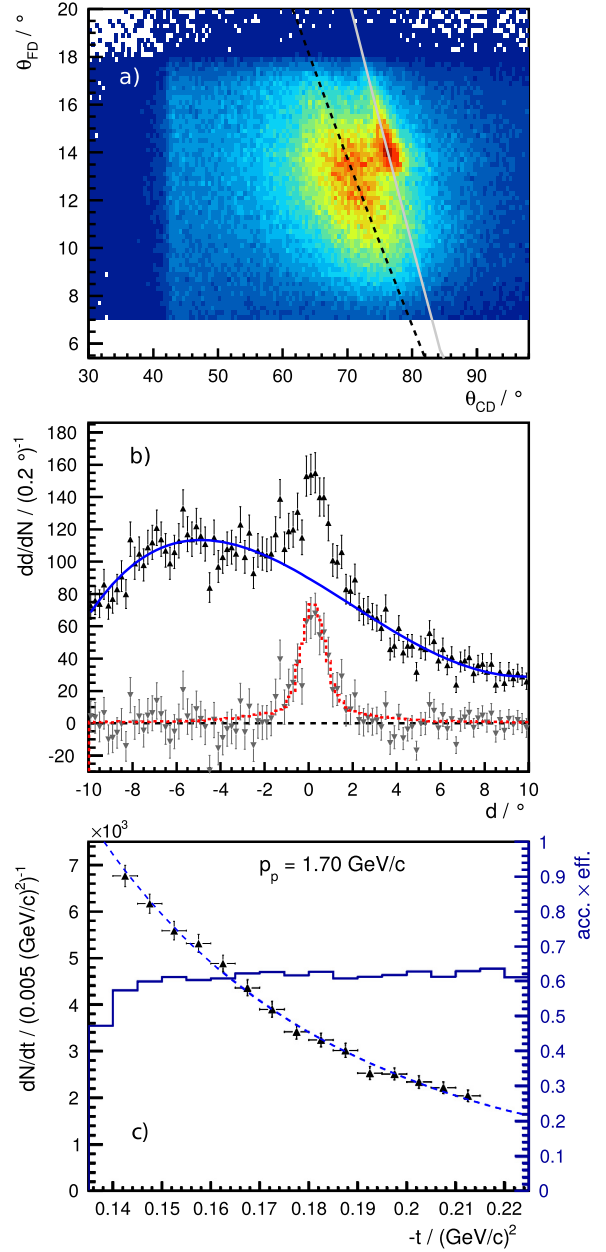 20
18
16
14
12
10
8
6
θFD / °
a)
30 40 50 60 70 80 90
θCD / °
180
160
140
120
100
80
60
40
20
0
-20
dd/dN / (0.2 °)-1
b)
-10 -8 -6 -4 -2 0 2 4 6 8 10
d / °
×10³
7
6
5
4
3
2
1
0
dN/dt / (0.005 (GeV/c)²)-1
pp = 1.70 GeV/c
c)
1
0.9
0.8
0.7
0.6
0.5
0.4
0.3
0.2
0.1
0
acc. × eff.
0.14 0.15 0.16 0.17 0.18 0.19 0.2 0.21 0.22
-t / (GeV/c)²